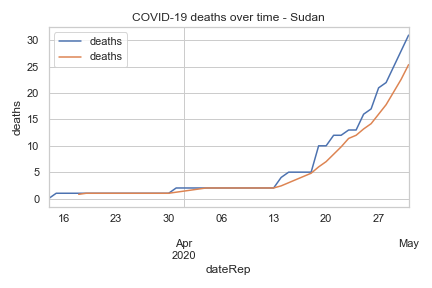 COVID-19 deaths over time - Sudan
deaths
deaths
deaths
30
25
20
15
10
5
0
16 23 30 06 13 20 27
Apr May
2020
dateRep